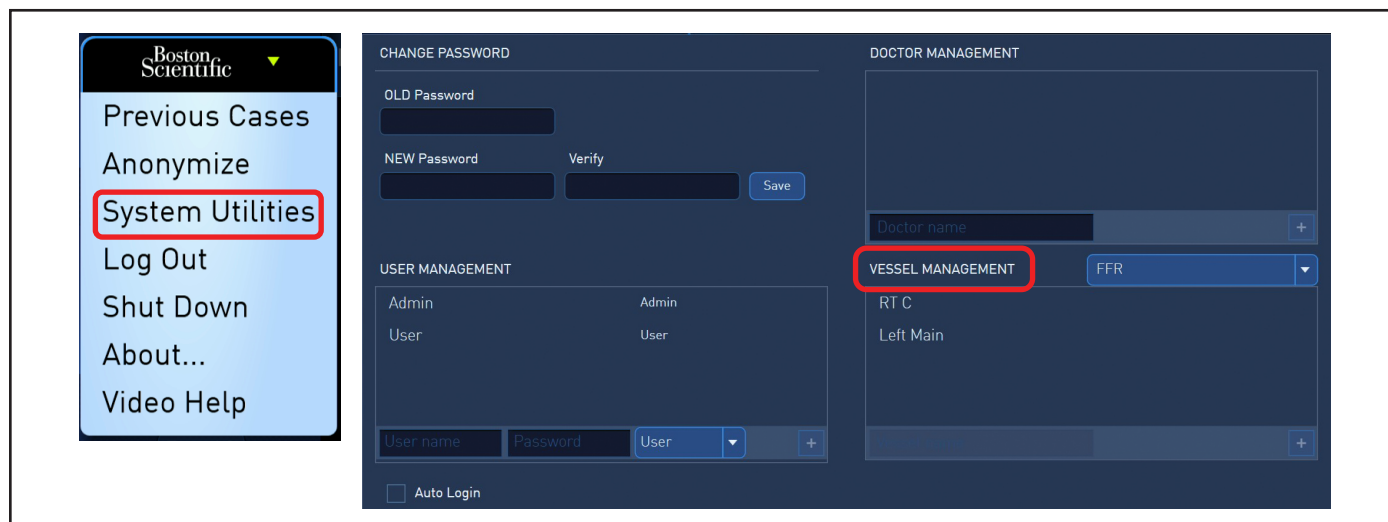 Boston
Scientific
Previous Cases
Anonymize
System Utilities
Log Out
Shut Down
About...
Video Help
CHANGE PASSWORD
OLD Password
NEW Password Verify
Save
USER MANAGEMENT
Admin Admin
User User
User name Password User +
Auto Login
DOCTOR MANAGEMENT
Doctor name +
VESSEL MANAGEMENT FFR
RT C
Left Main
+